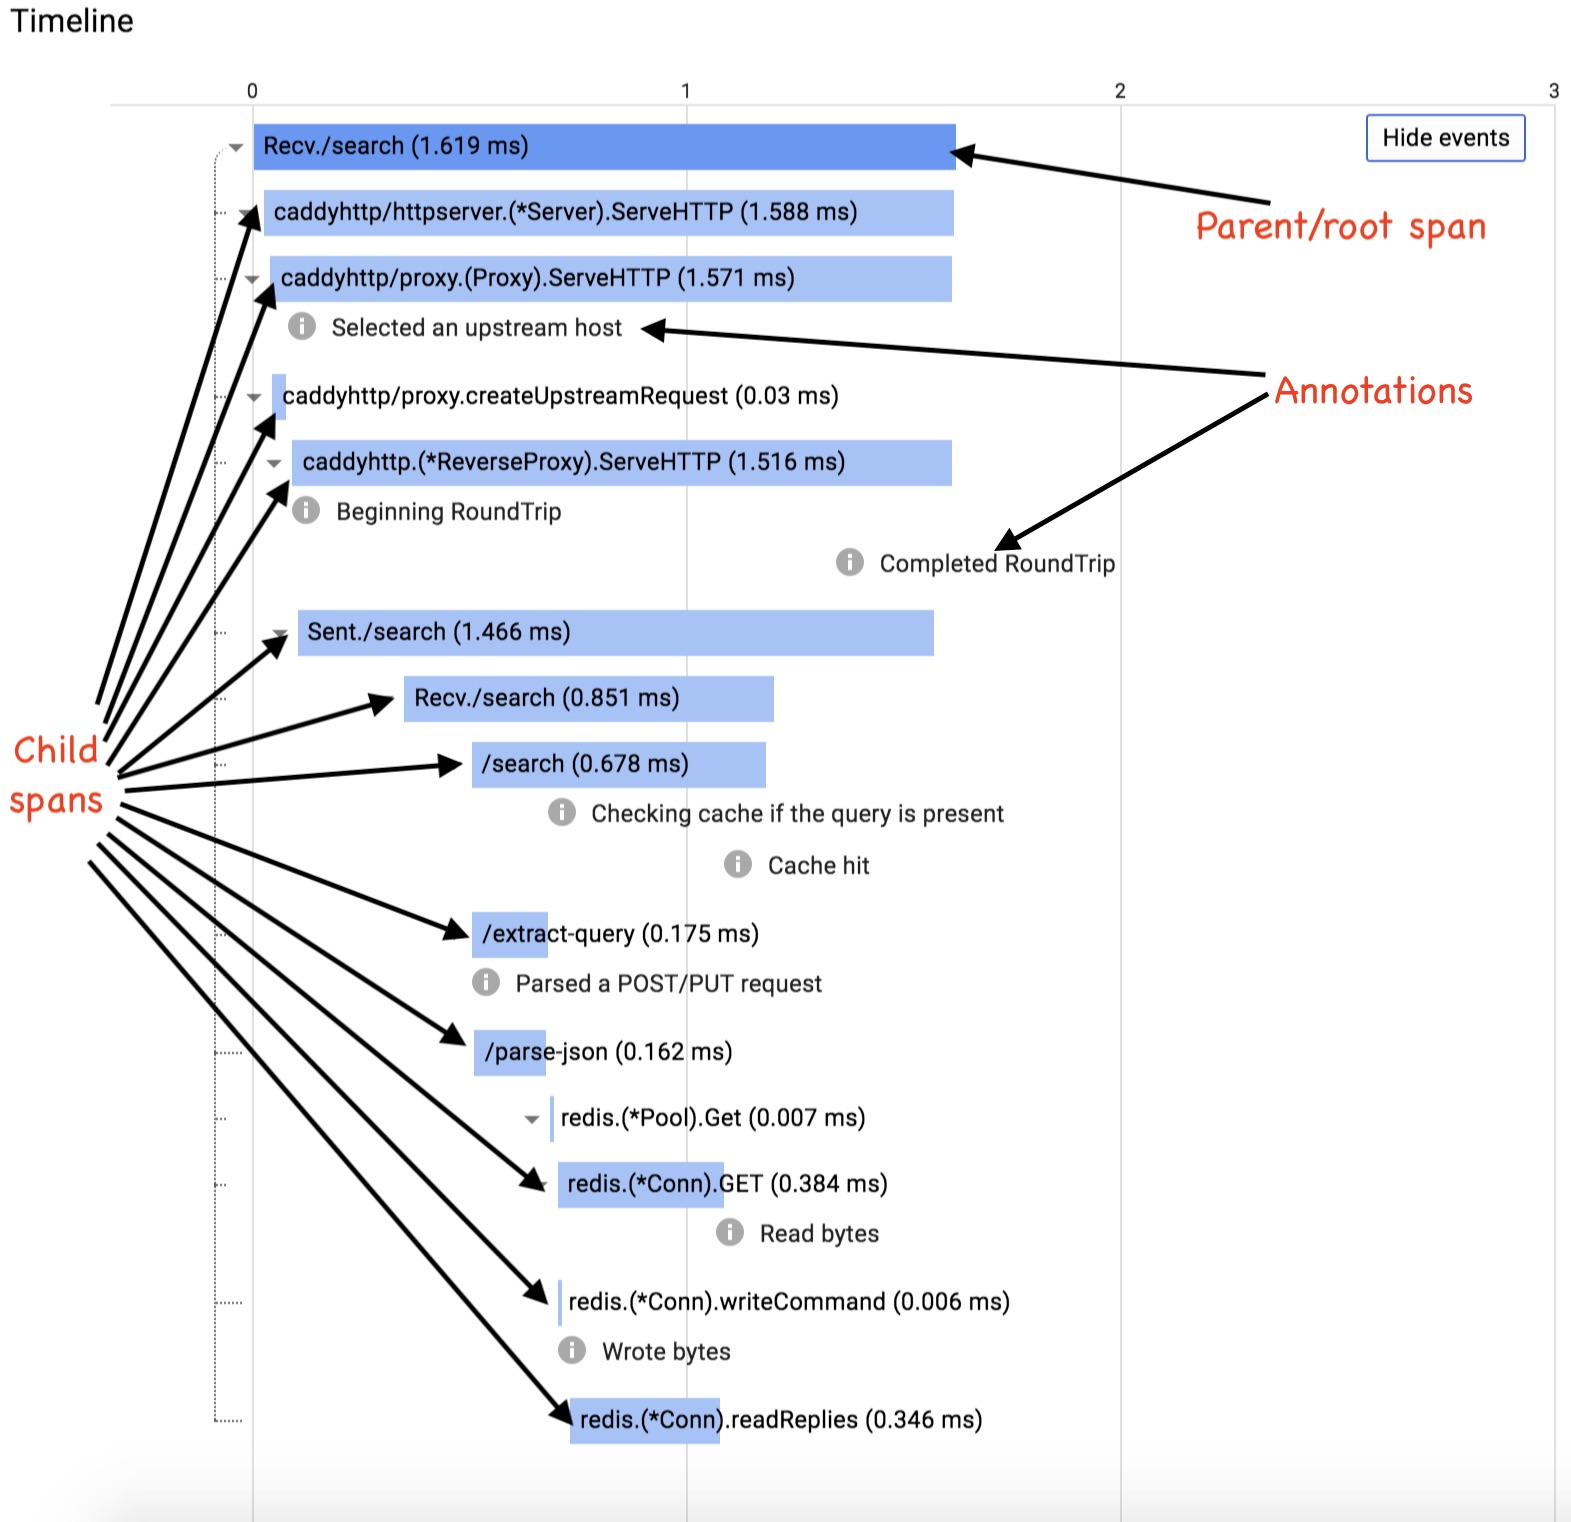 Timeline
0 1 2 3
Recv./search (1.619 ms)
Hide events
caddyhttp/httpserver.(*Server).ServeHTTP (1.588 ms)
Parent/root span
caddyhttp/proxy.(Proxy).ServeHTTP (1.571 ms)
Selected an upstream host
Annotations
caddyhttp/proxy.createUpstreamRequest (0.03 ms)
caddyhttp.(*ReverseProxy).ServeHTTP (1.516 ms)
Beginning RoundTrip
Completed RoundTrip
Sent./search (1.466 ms)
Recv./search (0.851 ms)
Child
spans
/search (0.678 ms)
Checking cache if the query is present
Cache hit
/extract-query (0.175 ms)
Parsed a POST/PUT request
/parse-json (0.162 ms)
redis.(*Pool).Get (0.007 ms)
redis.(*Conn).GET (0.384 ms)
Read bytes
redis.(*Conn).writeCommand (0.006 ms)
Wrote bytes
redis.(*Conn).readReplies (0.346 ms)